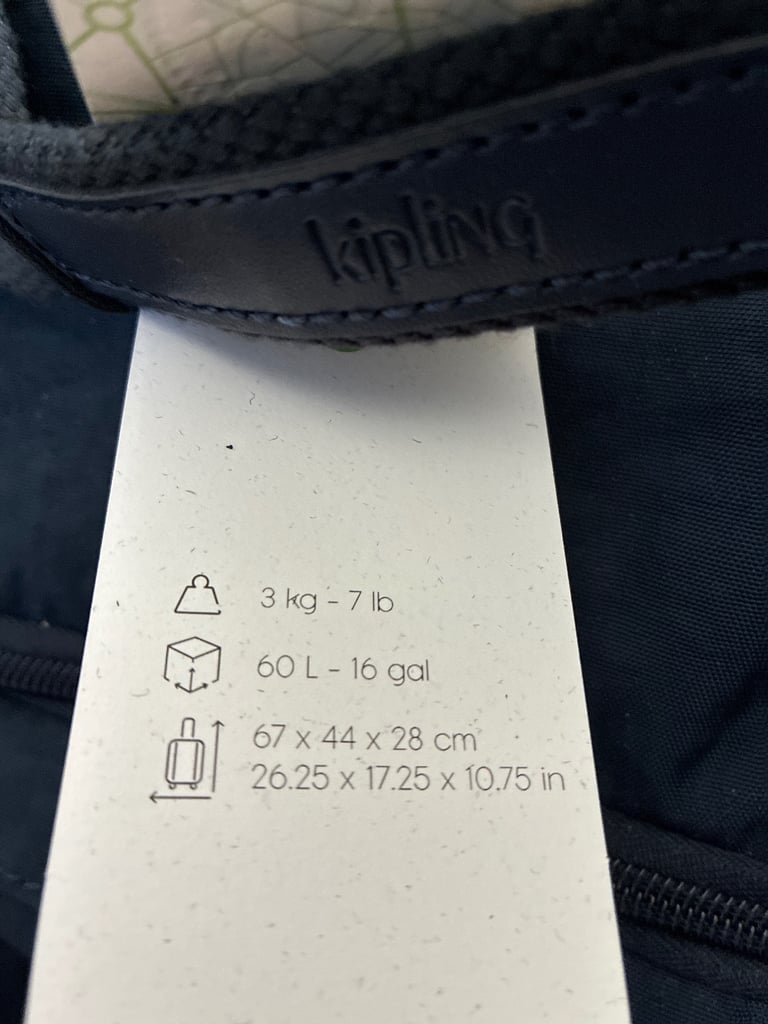 kipling
3 kg - 7 lb
60 L - 16 gal
67 x 44 x 28 cm
26.25 x 17.25 x 10.75 in